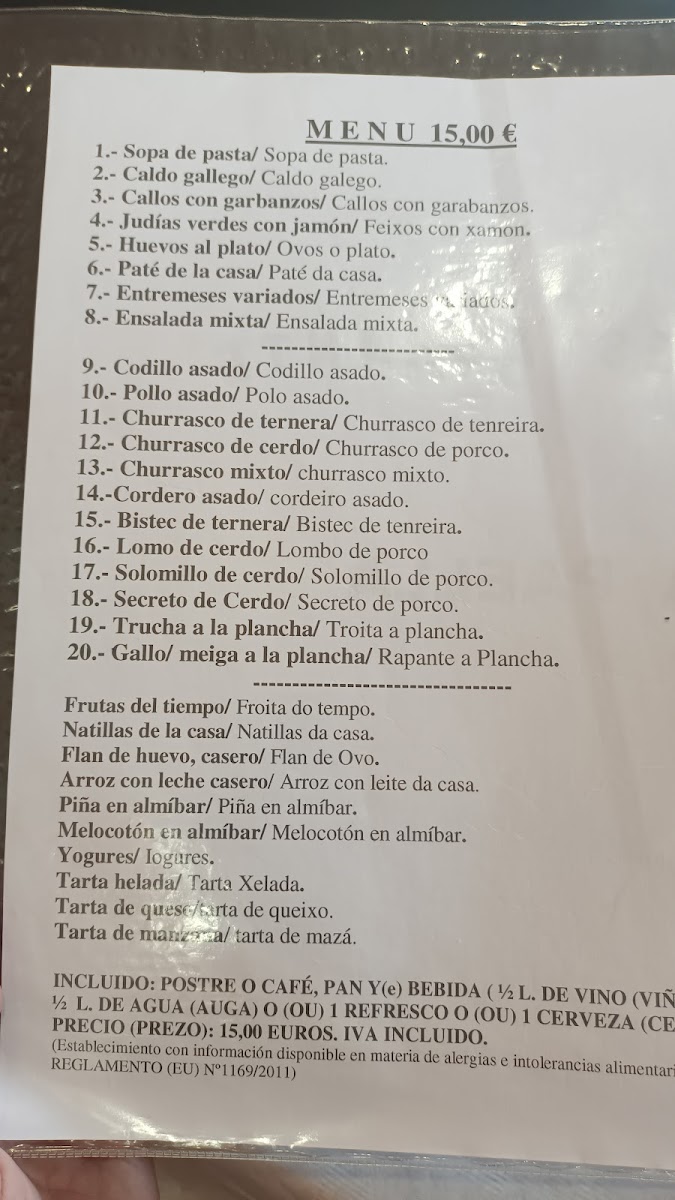 MENU 15,00 €
1.- Sopa de pasta/ Sopa de pasta.
2.- Caldo gallego/ Caldo galego.
3.- Callos con garbanzos/ Callos con garabanzos.
4.- Judías verdes con jamón/ Feixos con xamón.
5.- Huevos al plato/ Ovos o plato.
6.- Paté de la casa/ Paté da casa.
7.- Entremeses variados/ Entremeses variados.
8.- Ensalada mixta/ Ensalada mixta.
--------------------------
9.- Codillo asado/ Codillo asado.
10.- Pollo asado/ Polo asado.
11.- Churrasco de ternera/ Churrasco de tenreira.
12.- Churrasco de cerdo/ Churrasco de porco.
13.- Churrasco mixto/ churrasco mixto.
14.-Cordero asado/ cordeiro asado.
15.- Bistec de ternera/ Bistec de tenreira.
16.- Lomo de cerdo/ Lombo de porco
17.- Solomillo de cerdo/ Solomillo de porco.
18.- Secreto de Cerdo/ Secreto de porco.
19.- Trucha a la plancha/ Troita a plancha.
20.- Gallo/ meiga a la plancha/ Rapante a Plancha.
----------------------------------
Frutas del tiempo/ Froita do tempo.
Natillas de la casa/ Natillas da casa.
Flan de huevo, casero/ Flan de Ovo.
Arroz con leche casero/ Arroz con leite da casa.
Piña en almíbar/ Piña en almíbar.
Melocotón en almíbar/ Melocotón en almíbar.
Yogures/ Iogures.
Tarta helada/ Tarta Xelada.
Tarta de queso/tarta de queixo.
Tarta de manzana/ tarta de mazá.
INCLUIDO: POSTRE O CAFÉ, PAN Y(e) BEBIDA ( ½ L. DE VINO (VIÑ
½ L. DE AGUA (AUGA) O (OU) 1 REFRESCO O (OU) 1 CERVEZA (CE
PRECIO (PREZO): 15,00 EUROS. IVA INCLUIDO.
(Establecimiento con información disponible en materia de alergias e intolerancias alimentari
REGLAMENTO (EU) Nº1169/2011)